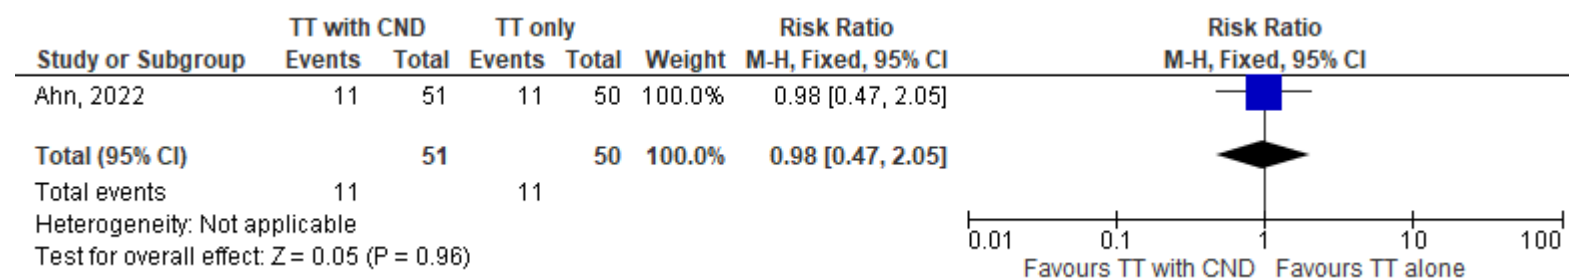 TT with CND TT only Risk Ratio Risk Ratio
Study or Subgroup Events Total Events Total Weight M-H, Fixed, 95% CI M-H, Fixed, 95% CI
Ahn, 2022 11 51 11 50 100.0% 0.98 [0.47, 2.05]
Total (95% CI) 51 50 100.0% 0.98 [0.47, 2.05]
Total events 11 11
Heterogeneity: Not applicable
Test for overall effect: Z = 0.05 (P = 0.96)
0.01 0.1 1 10 100
Favours TT with CND Favours TT alone